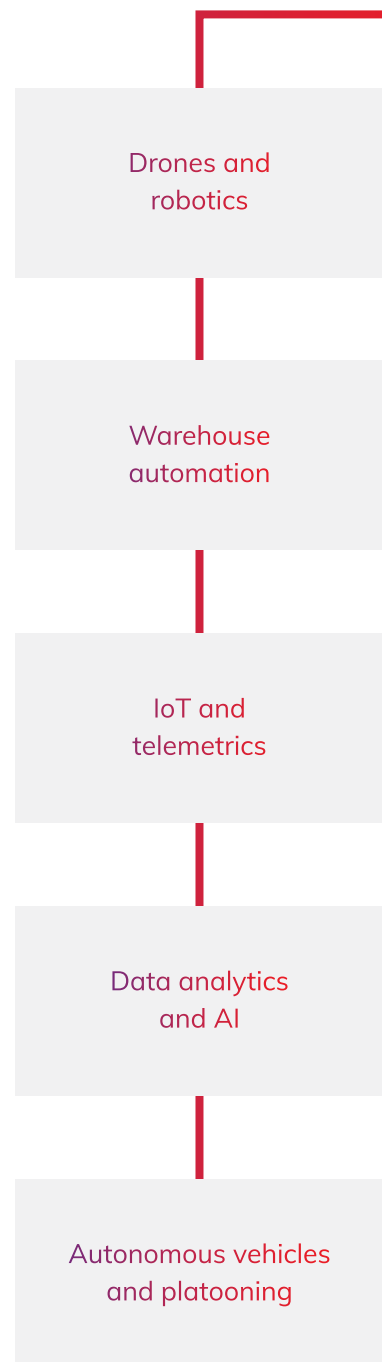 Drones and
robotics
Warehouse
automation
IoT and
telemetrics
Data analytics
and AI
Autonomous vehicles
and platooning